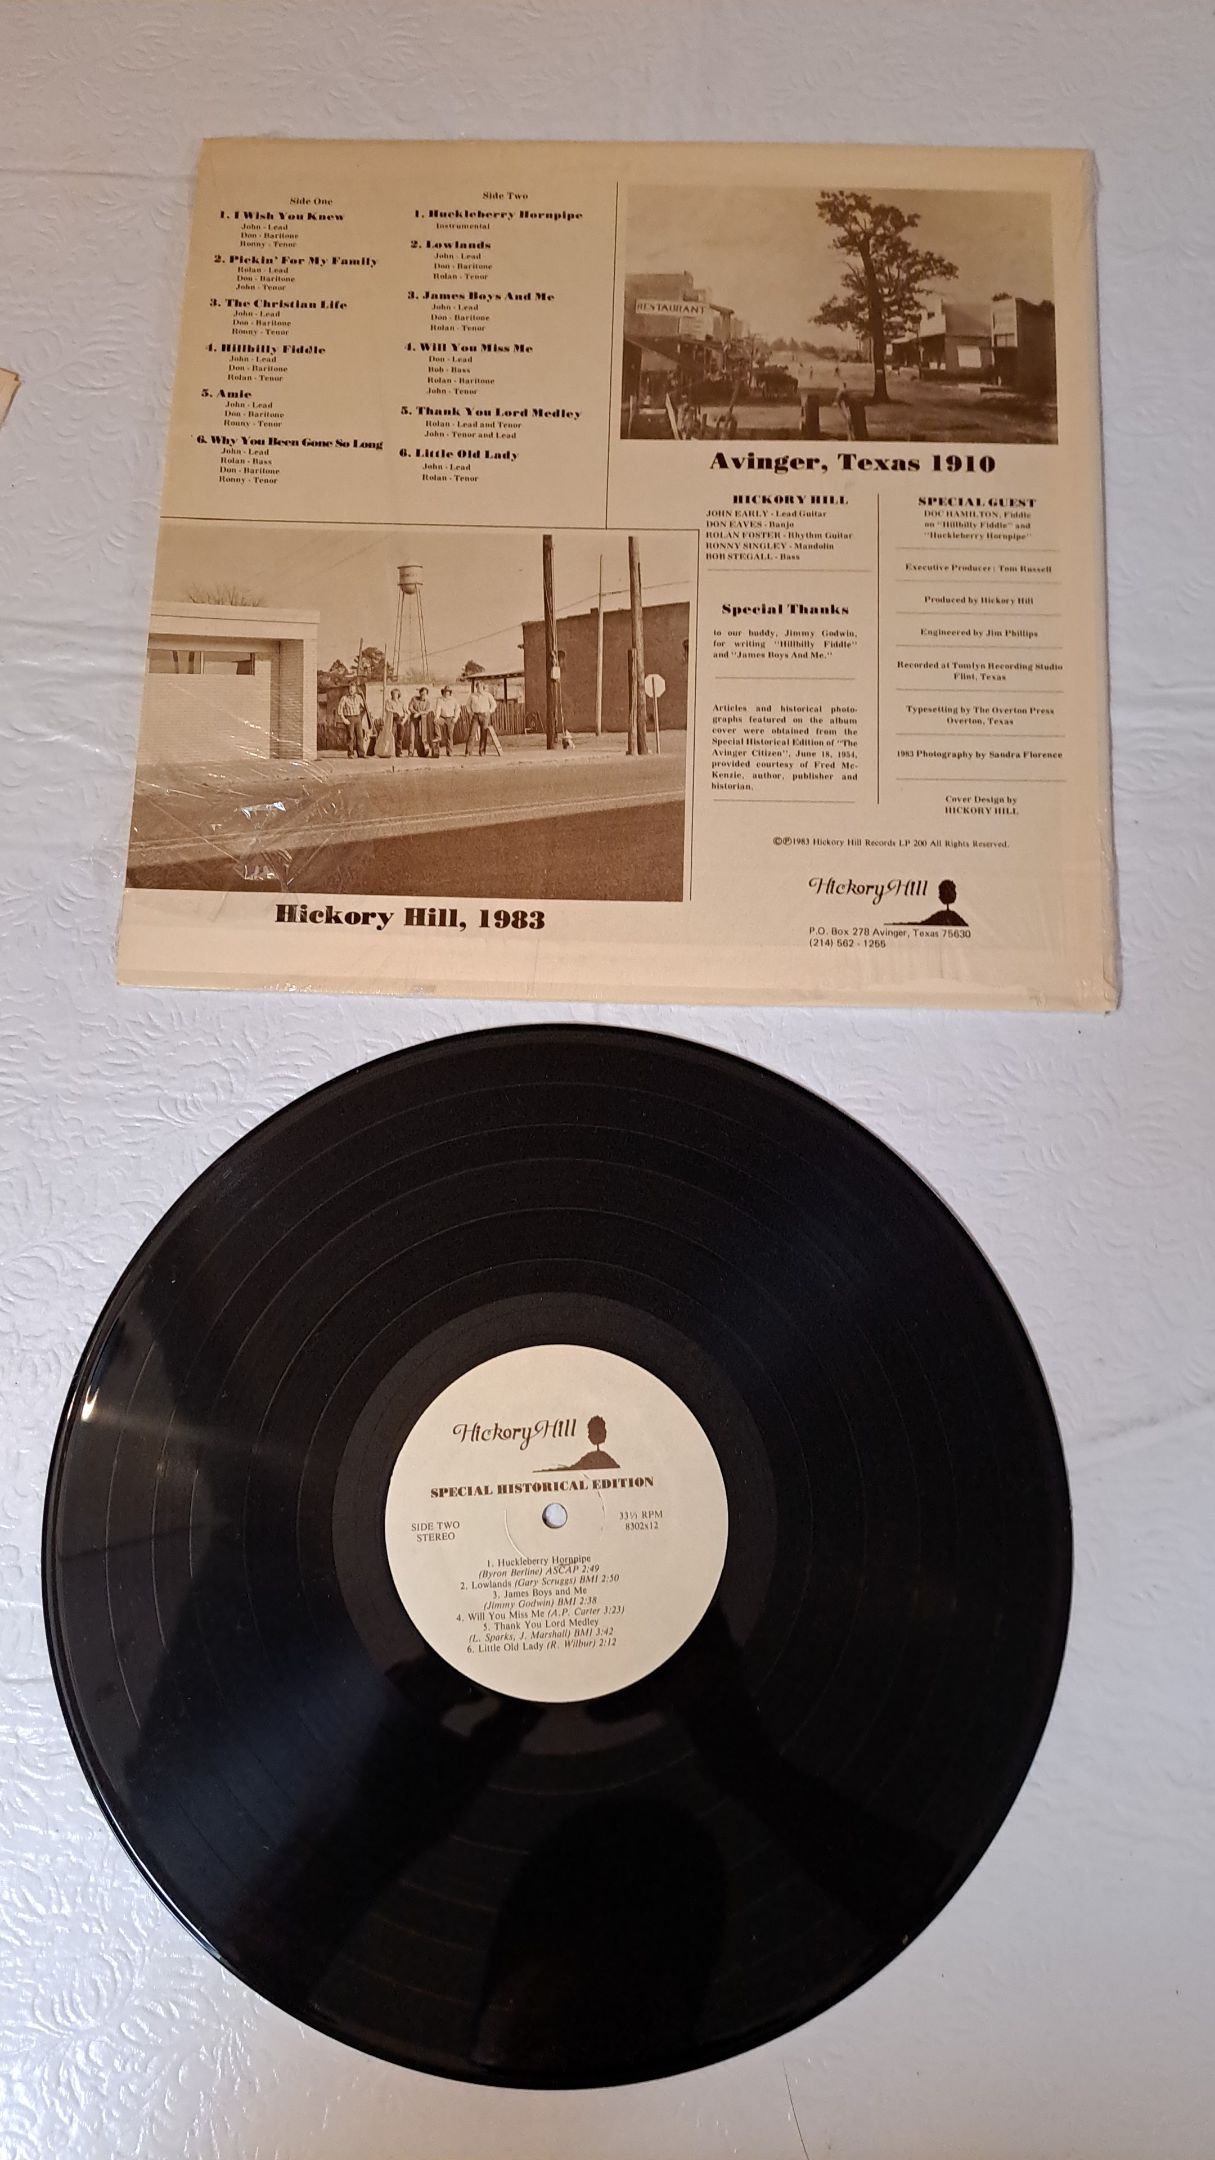 Side One
1. I Wish You Knew
John - Lead
Don - Baritone
Ronny - Tenor
2. Pickin' For My Family
Rolan - Lead
Don - Baritone
John - Tenor
3. The Christian Life
John - Lead
Don - Baritone
Ronny - Tenor
4. Hillbilly Fiddle
John - Lead
Don - Baritone
Rolan - Tenor
5. Amie
John - Lead
Don - Baritone
Ronny - Tenor
6. Why You Been Gone So Long
John - Lead
Rolan - Bass
Don - Baritone
Ronny - Tenor
Side Two
1. Huckleberry Hornpipe
Instrumental
2. Lowlands
John - Lead
Don - Baritone
Rolan - Tenor
3. James Boys And Me
John - Lead
Don - Baritone
Rolan - Tenor
4. Will You Miss Me
Don - Lead
Bob - Bass
Rolan - Baritone
John - Tenor
5. Thank You Lord Medley
Rolan - Lead and Tenor
John - Tenor and Lead
6. Little Old Lady
John - Lead
Rolan - Tenor
RESTAURANT
Avinger, Texas 1910
HICKORY HILL
JOHN EARLY - Lead Guitar
DON EAVES - Banjo
ROLAN FOSTER - Rhythm Guitar
RONNY SINGLEY - Mandolin
BOB STEGALL - Bass
Special Thanks
to our buddy, Jimmy Godwin,
for writing "Hillbilly Fiddle"
and "James Boys And Me."
Articles and historical photo-
graphs featured on the album
cover were obtained from the
Special Historical Edition of "The
Avinger Citizen", June 18, 1954,
provided courtesy of Fred Mc-
Kenzie, author, publisher and
historian.
SPECIAL GUEST
DOC HAMILTON, Fiddle
on "Hillbilly Fiddle" and
"Huckleberry Hornpipe"
Executive Producer: Tom Russell
Produced by Hickory Hill
Engineered by Jim Phillips
Recorded at Tomlyn Recording Studio
Flint, Texas
Typesetting by The Overton Press
Overton, Texas
1983 Photography by Sandra Florence
Cover Design by
HICKORY HILL
©℗1983 Hickory Hill Records LP 200 All Rights Reserved.
Hickory Hill
P.O. Box 278 Avinger, Texas 75630
(214) 562 - 1255
Hickory Hill, 1983
Hickory Hill
SPECIAL HISTORICAL EDITION
SIDE TWO
STEREO
33⅓ RPM
8302x12
1. Huckleberry Hornpipe
(Byron Berline) ASCAP 2:49
2. Lowlands (Gary Scruggs) BMI 2:50
3. James Boys and Me
(Jimmy Godwin) BMI 2:38
4. Will You Miss Me (A.P. Carter 3:23)
5. Thank You Lord Medley
(L. Sparks, J. Marshall) BMI 3:42
6. Little Old Lady (R. Wilbur) 2:12